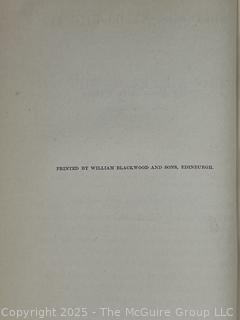 PRINTED BY WILLIAM BLACKWOOD AND SONS, EDINBURGH.
Copyright 2025 - The McGuire Group LLC